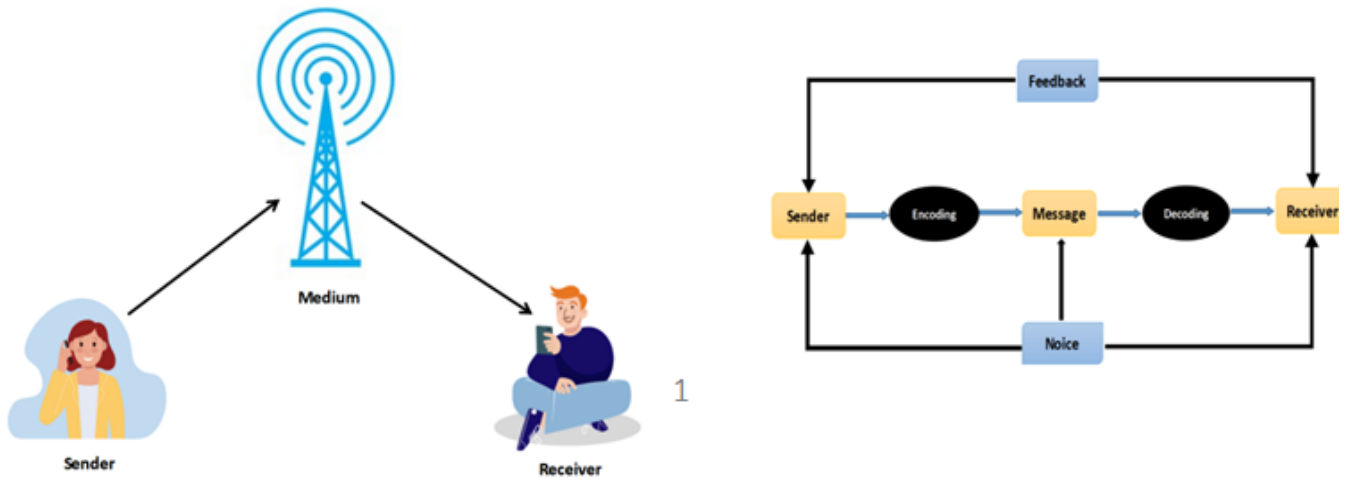 Medium
Sender
Receiver
1
Feedback
Sender
Encoding
Message
Decoding
Receiver
Noice